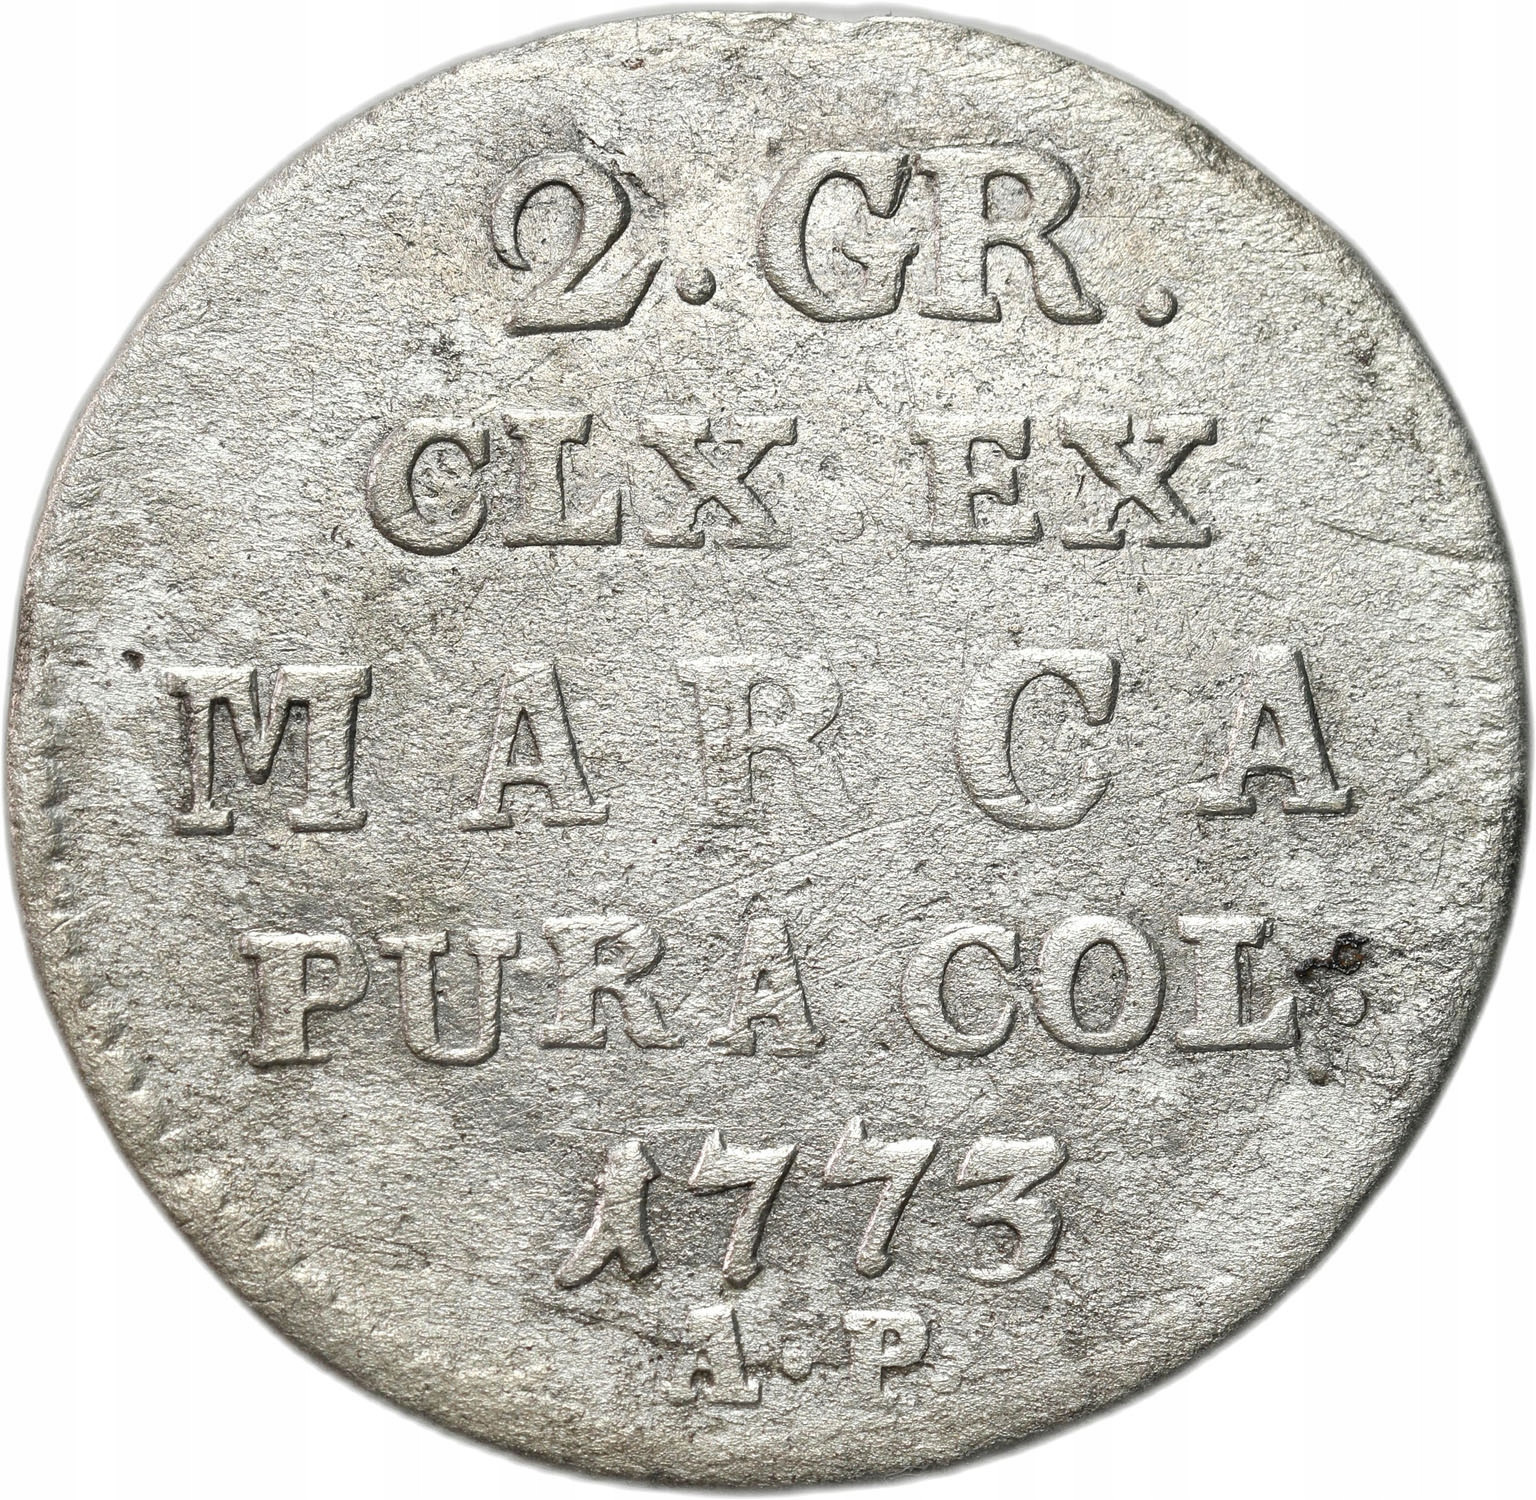 2. GR.
CLX. EX
MARCA
PURA COL:
1773
A·P